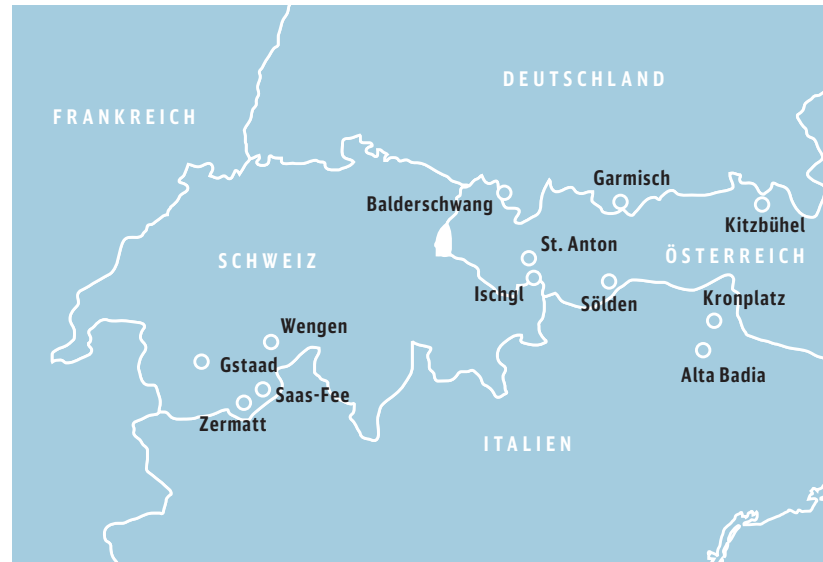 DEUTSCHLAND
FRANKREICH
Garmisch
Balderschwang
Kitzbühel
St. Anton
ÖSTERREICH
SCHWEIZ
Ischgl
Sölden
Kronplatz
Wengen
Gstaad
Alta Badia
Saas-Fee
Zermatt
ITALIEN